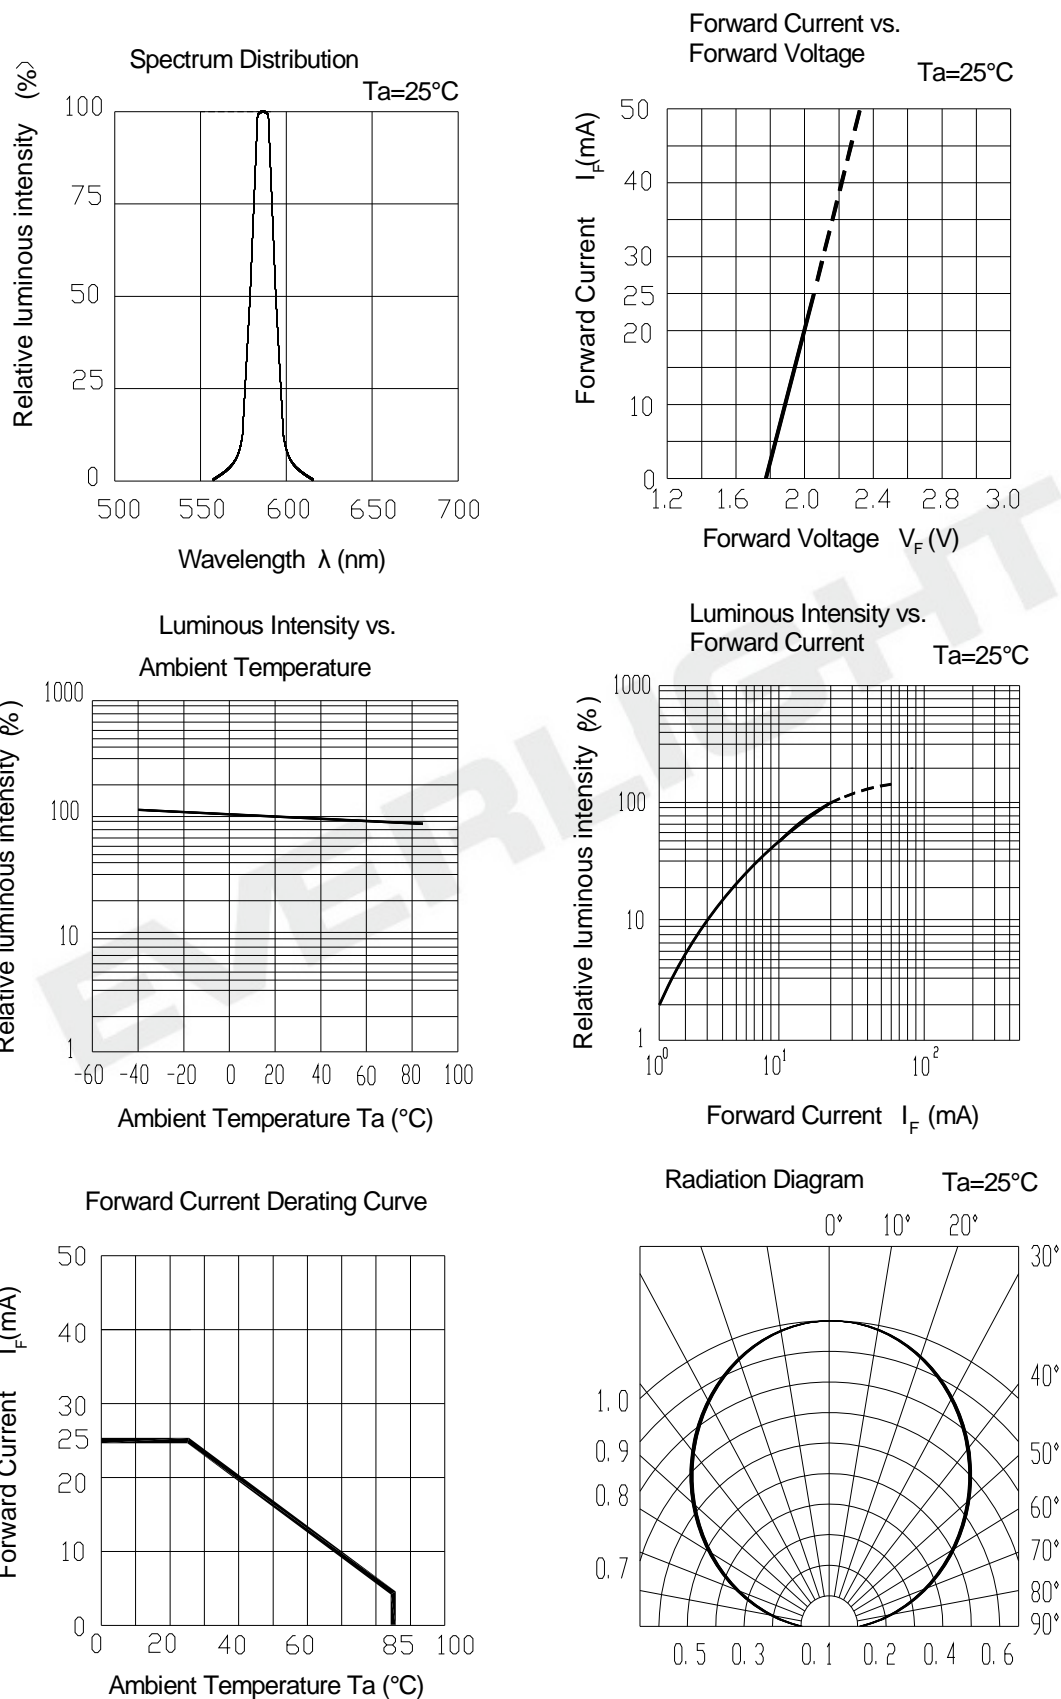 Spectrum Distribution
Ta=25°C
Relative luminous intensity (%)
100
75
50
25
0
500 550 600 650 700
Wavelength λ (nm)
Forward Current vs.
Forward Voltage
Ta=25°C
Forward Current IF(mA)
50
40
30
25
20
10
0
1.2 1.6 2.0 2.4 2.8 3.0
Forward Voltage VF (V)
Luminous Intensity vs.
Ambient Temperature
Relative luminous intensity (%)
1000
100
10
1
-60 -40 -20 0 20 40 60 80 100
Ambient Temperature Ta (°C)
Luminous Intensity vs.
Forward Current
Ta=25°C
Relative luminous intensity (%)
1000
100
10
1
10⁰ 10¹ 10²
Forward Current IF (mA)
Forward Current Derating Curve
Forward Current IF(mA)
50
40
30
25
20
10
0
0 20 40 60 85 100
Ambient Temperature Ta (°C)
Radiation Diagram
Ta=25°C
0° 10° 20°
30°
40°
50°
60°
70°
80°
90°
1.0
0.9
0.8
0.7
0.5 0.3 0.1 0.2 0.4 0.6
EVERLIGHT